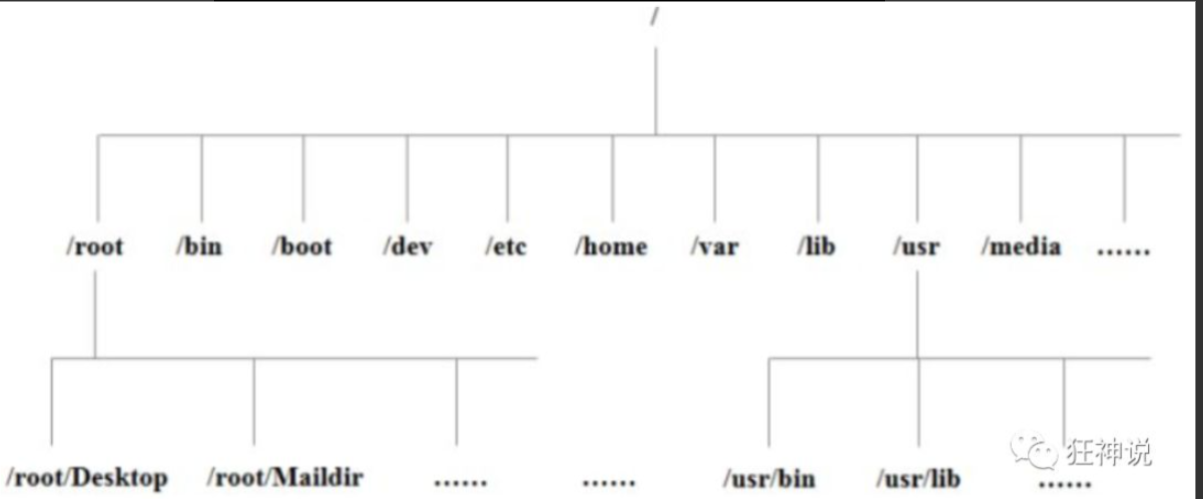 /
/root /bin /boot /dev /etc /home /var /lib /usr /media ......
/root/Desktop /root/Maildir ...... ...... /usr/bin /usr/lib ......
狂神说